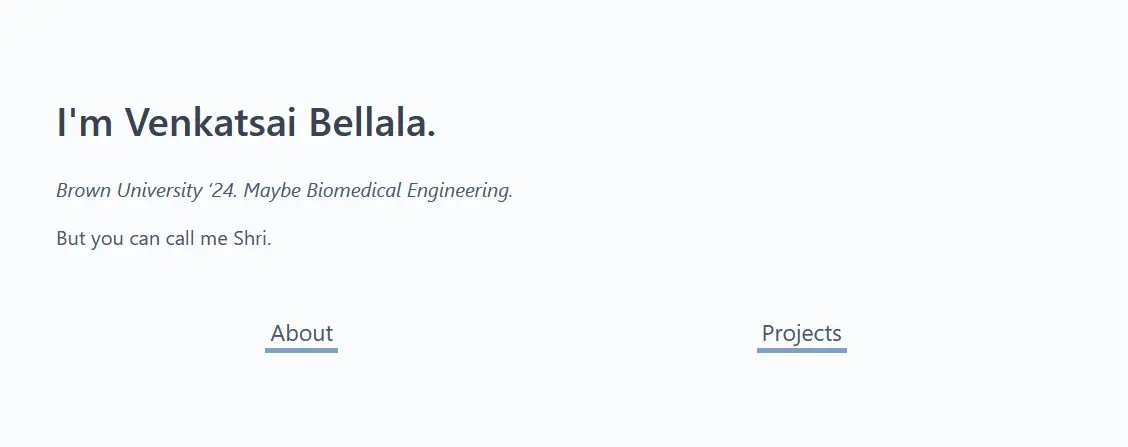 I'm Venkatsai Bellala.
Brown University ‘24. Maybe Biomedical Engineering.
But you can call me Shri.
About
Projects